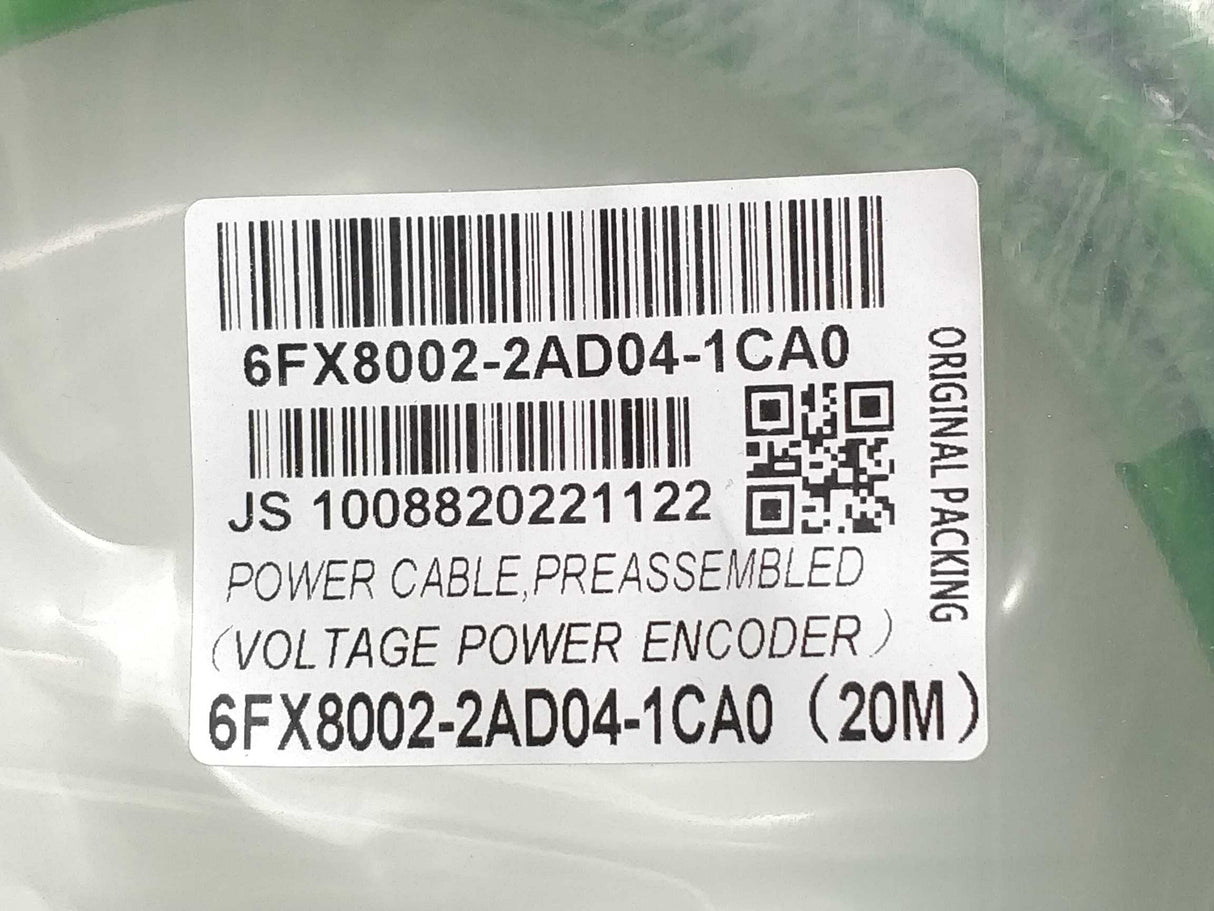 6FX8002-2AD04-1CA0
JS 1008820221122
POWER CABLE,PREASSEMBLED
(VOLTAGE POWER ENCODER)
6FX8002-2AD04-1CA0 (20M)
ORIGINAL PACKING